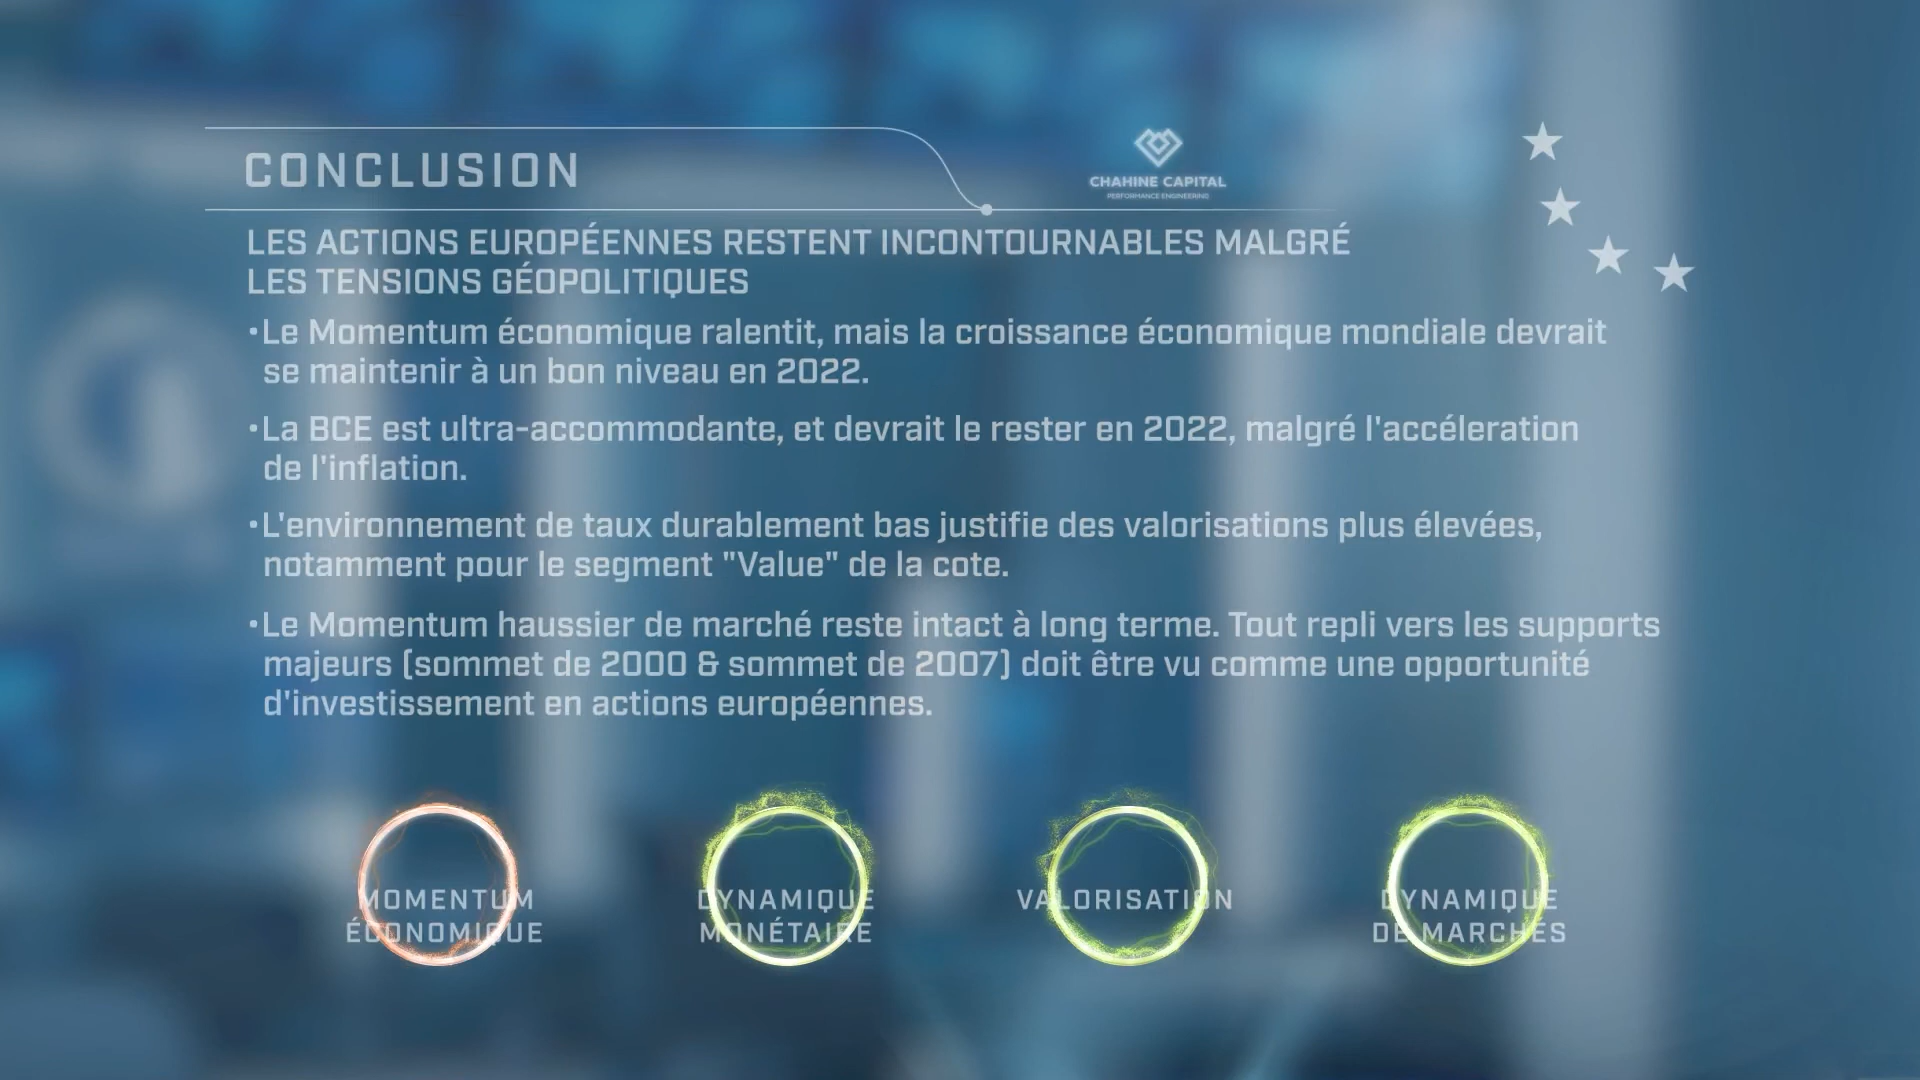 CONCLUSION
CHAHINE CAPITAL
PERFORMANCE ENGINEERING
LES ACTIONS EUROPÉENNES RESTENT INCONTOURNABLES MALGRÉ
LES TENSIONS GÉOPOLITIQUES
•Le Momentum économique ralentit, mais la croissance économique mondiale devrait
se maintenir à un bon niveau en 2022.
•La BCE est ultra-accommodante, et devrait le rester en 2022, malgré l'accéleration
de l'inflation.
•L'environnement de taux durablement bas justifie des valorisations plus élevées,
notamment pour le segment "Value" de la cote.
•Le Momentum haussier de marché reste intact à long terme. Tout repli vers les supports
majeurs (sommet de 2000 & sommet de 2007) doit être vu comme une opportunité
d'investissement en actions européennes.
MOMENTUM
ÉCONOMIQUE
DYNAMIQUE
MONÉTAIRE
VALORISATION
DYNAMIQUE
DE MARCHÉS